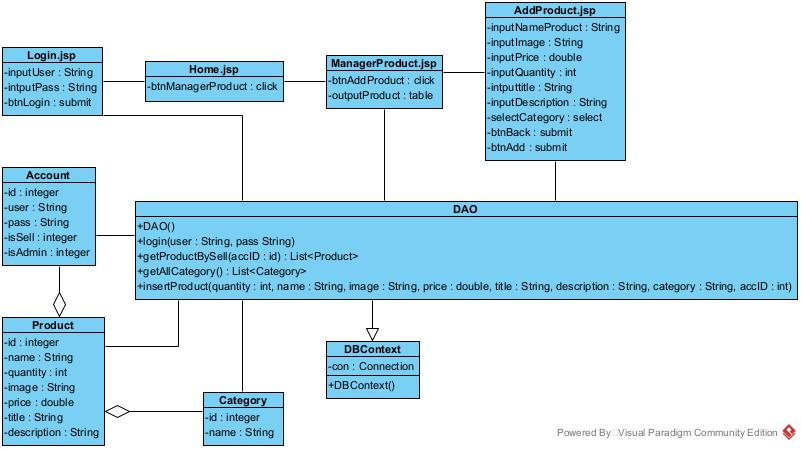 AddProduct.jsp
-inputNameProduct : String
-inputImage : String
-inputPrice : double
-inputQuantity : int
-intputtitle : String
-inputDescription : String
-selectCategory : select
-btnBack : submit
-btnAdd : submit
Login.jsp
-inputUser : String
-intputPass : String
-btnLogin : submit
Home.jsp
-btnManagerProduct : click
ManagerProduct.jsp
-btnAddProduct : click
-outputProduct : table
Account
-id : integer
-user : String
-pass : String
-isSell : integer
-isAdmin : integer
DAO
+DAO()
+login(user : String, pass String)
+getProductBySell(accID : id) : List<Product>
+getAllCategory() : List<Category>
+insertProduct(quantity : int, name : String, image : String, price : double, title : String, description : String, category : String, accID : int)
Product
-id : integer
-name : String
-quantity : int
-image : String
-price : double
-title : String
-description : String
Category
-id : integer
-name : String
DBContext
-con : Connection
+DBContext()
Powered By Visual Paradigm Community Edition